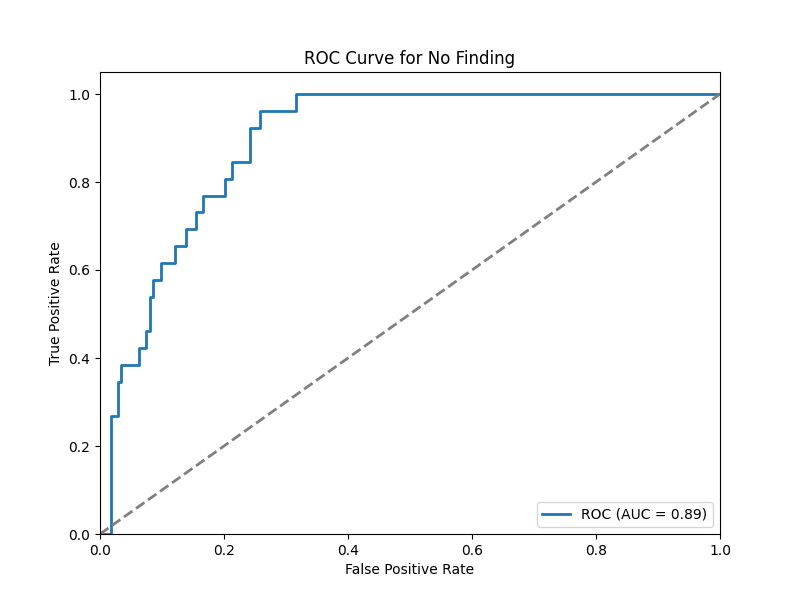 ROC Curve for No Finding
True Positive Rate
1.0
0.8
0.6
0.4
0.2
0.0
0.0 0.2 0.4 0.6 0.8 1.0
False Positive Rate
ROC (AUC = 0.89)